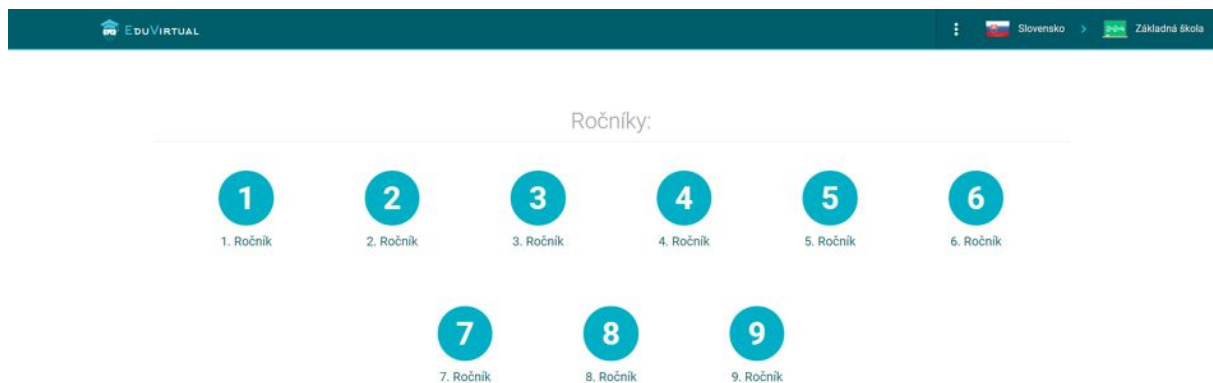 EDUVIRTUAL
Slovensko > Základná škola
Ročníky:
1 2 3 4 5 6
1. Ročník 2. Ročník 3. Ročník 4. Ročník 5. Ročník 6. Ročník
7 8 9
7. Ročník 8. Ročník 9. Ročník